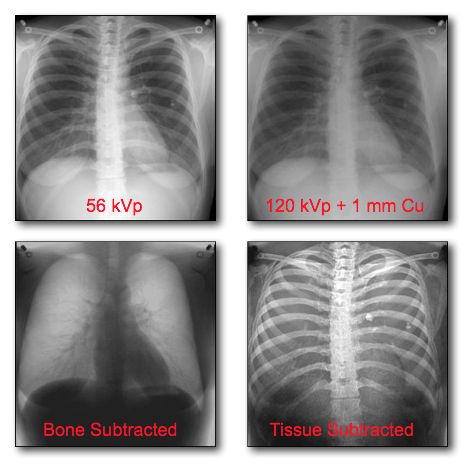 56 kVp
120 kVp + 1 mm Cu
Bone Subtracted
Tissue Subtracted